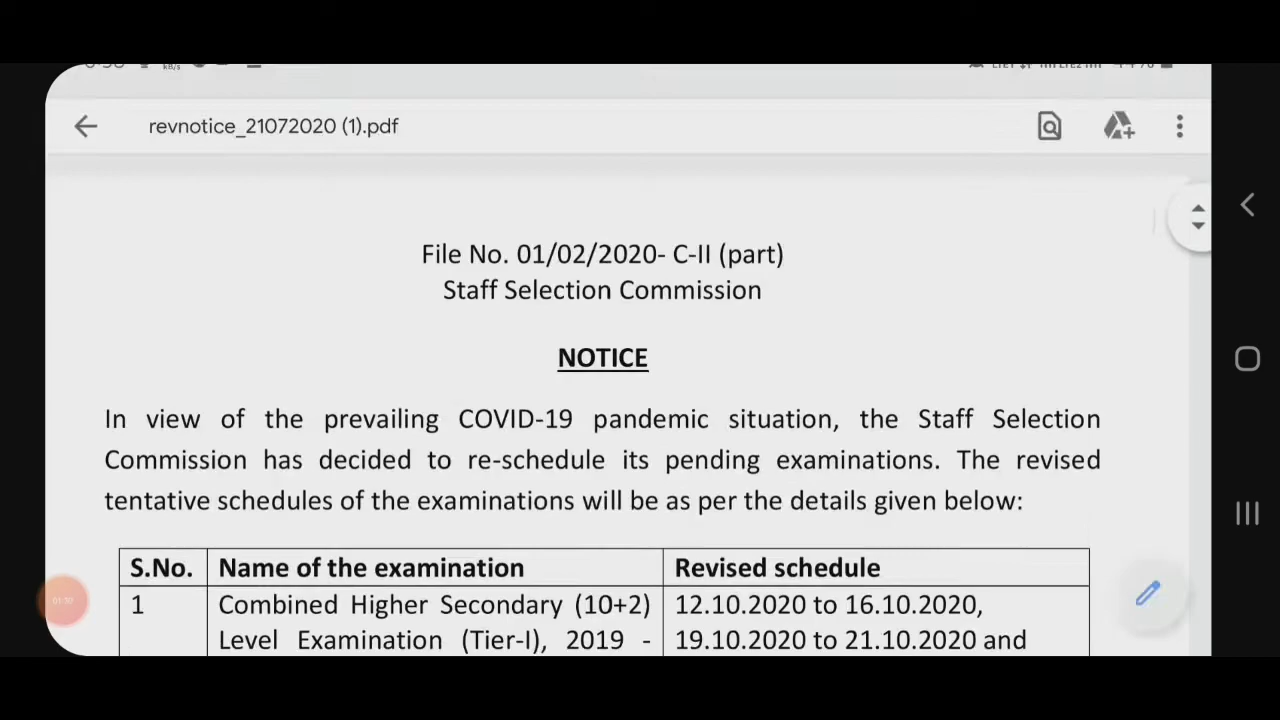 kB/s
revnotice_21072020 (1).pdf
File No. 01/02/2020- C-II (part)
Staff Selection Commission
NOTICE
In view of the prevailing COVID-19 pandemic situation, the Staff Selection
Commission has decided to re-schedule its pending examinations. The revised
tentative schedules of the examinations will be as per the details given below:
S.No. Name of the examination Revised schedule
1 Combined Higher Secondary (10+2) 12.10.2020 to 16.10.2020,
Level Examination (Tier-I), 2019 - 19.10.2020 to 21.10.2020 and